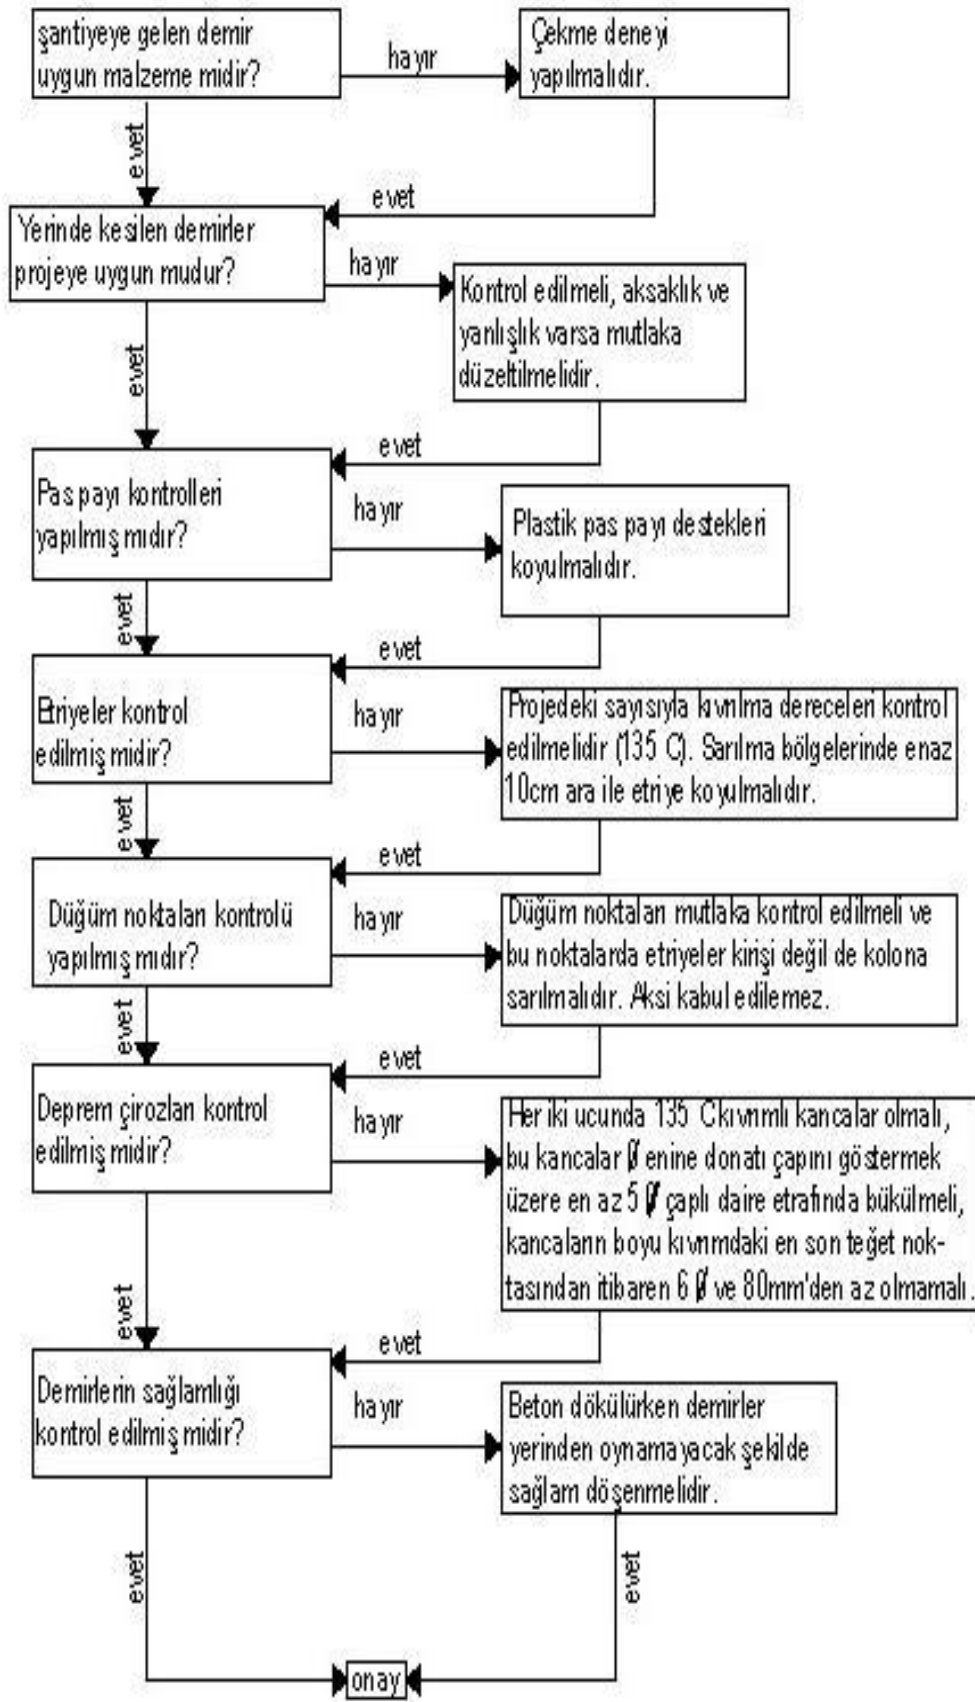 şantiyeye gelen demir
uygun malzeme midir?
hayır
Çekme deneyi
yapılmalıdır.
evet
evet
Yerinde kesilen demirler
projeye uygun mudur?
hayır
Kontrol edilmeli, aksaklık ve
yanlışlık varsa mutlaka
düzeltilmelidir.
evet
evet
Pas payı kontrolleri
yapılmış mıdır?
hayır
Plastik pas payı destekleri
koyulmalıdır.
evet
evet
Etriyeler kontrol
edilmiş midir?
hayır
Projedeki sayısıyla kıvrılma dereceleri kontrol
edilmelidir (135 C). Sarılma bölgelerinde enaz
10cm ara ile etriye koyulmalıdır.
evet
evet
Düğüm noktaları kontrolü
yapılmış mıdır?
hayır
Düğüm noktaları mutlaka kontrol edilmeli ve
bu noktalarda etriyeler kirişi değil de kolona
sarılmalıdır. Aksi kabul edilemez.
evet
evet
Deprem çirozları kontrol
edilmiş midir?
hayır
Her iki ucunda 135 Ckıvrımlı kancalar olmalı,
bu kancalar Ø enine donatı çapını göstermek
üzere en az 5 Ø çaplı daire etrafında bükülmeli,
kancaların boyu kıvrımdaki en son teğet nok-
tasından itibaren 6 Ø ve 80mm'den az olmamalı.
evet
evet
Demirlerin sağlamlığı
kontrol edilmiş midir?
hayır
Beton dökülürken demirler
yerinden oynamayacak şekilde
sağlam döşenmelidir.
evet
evet
onay